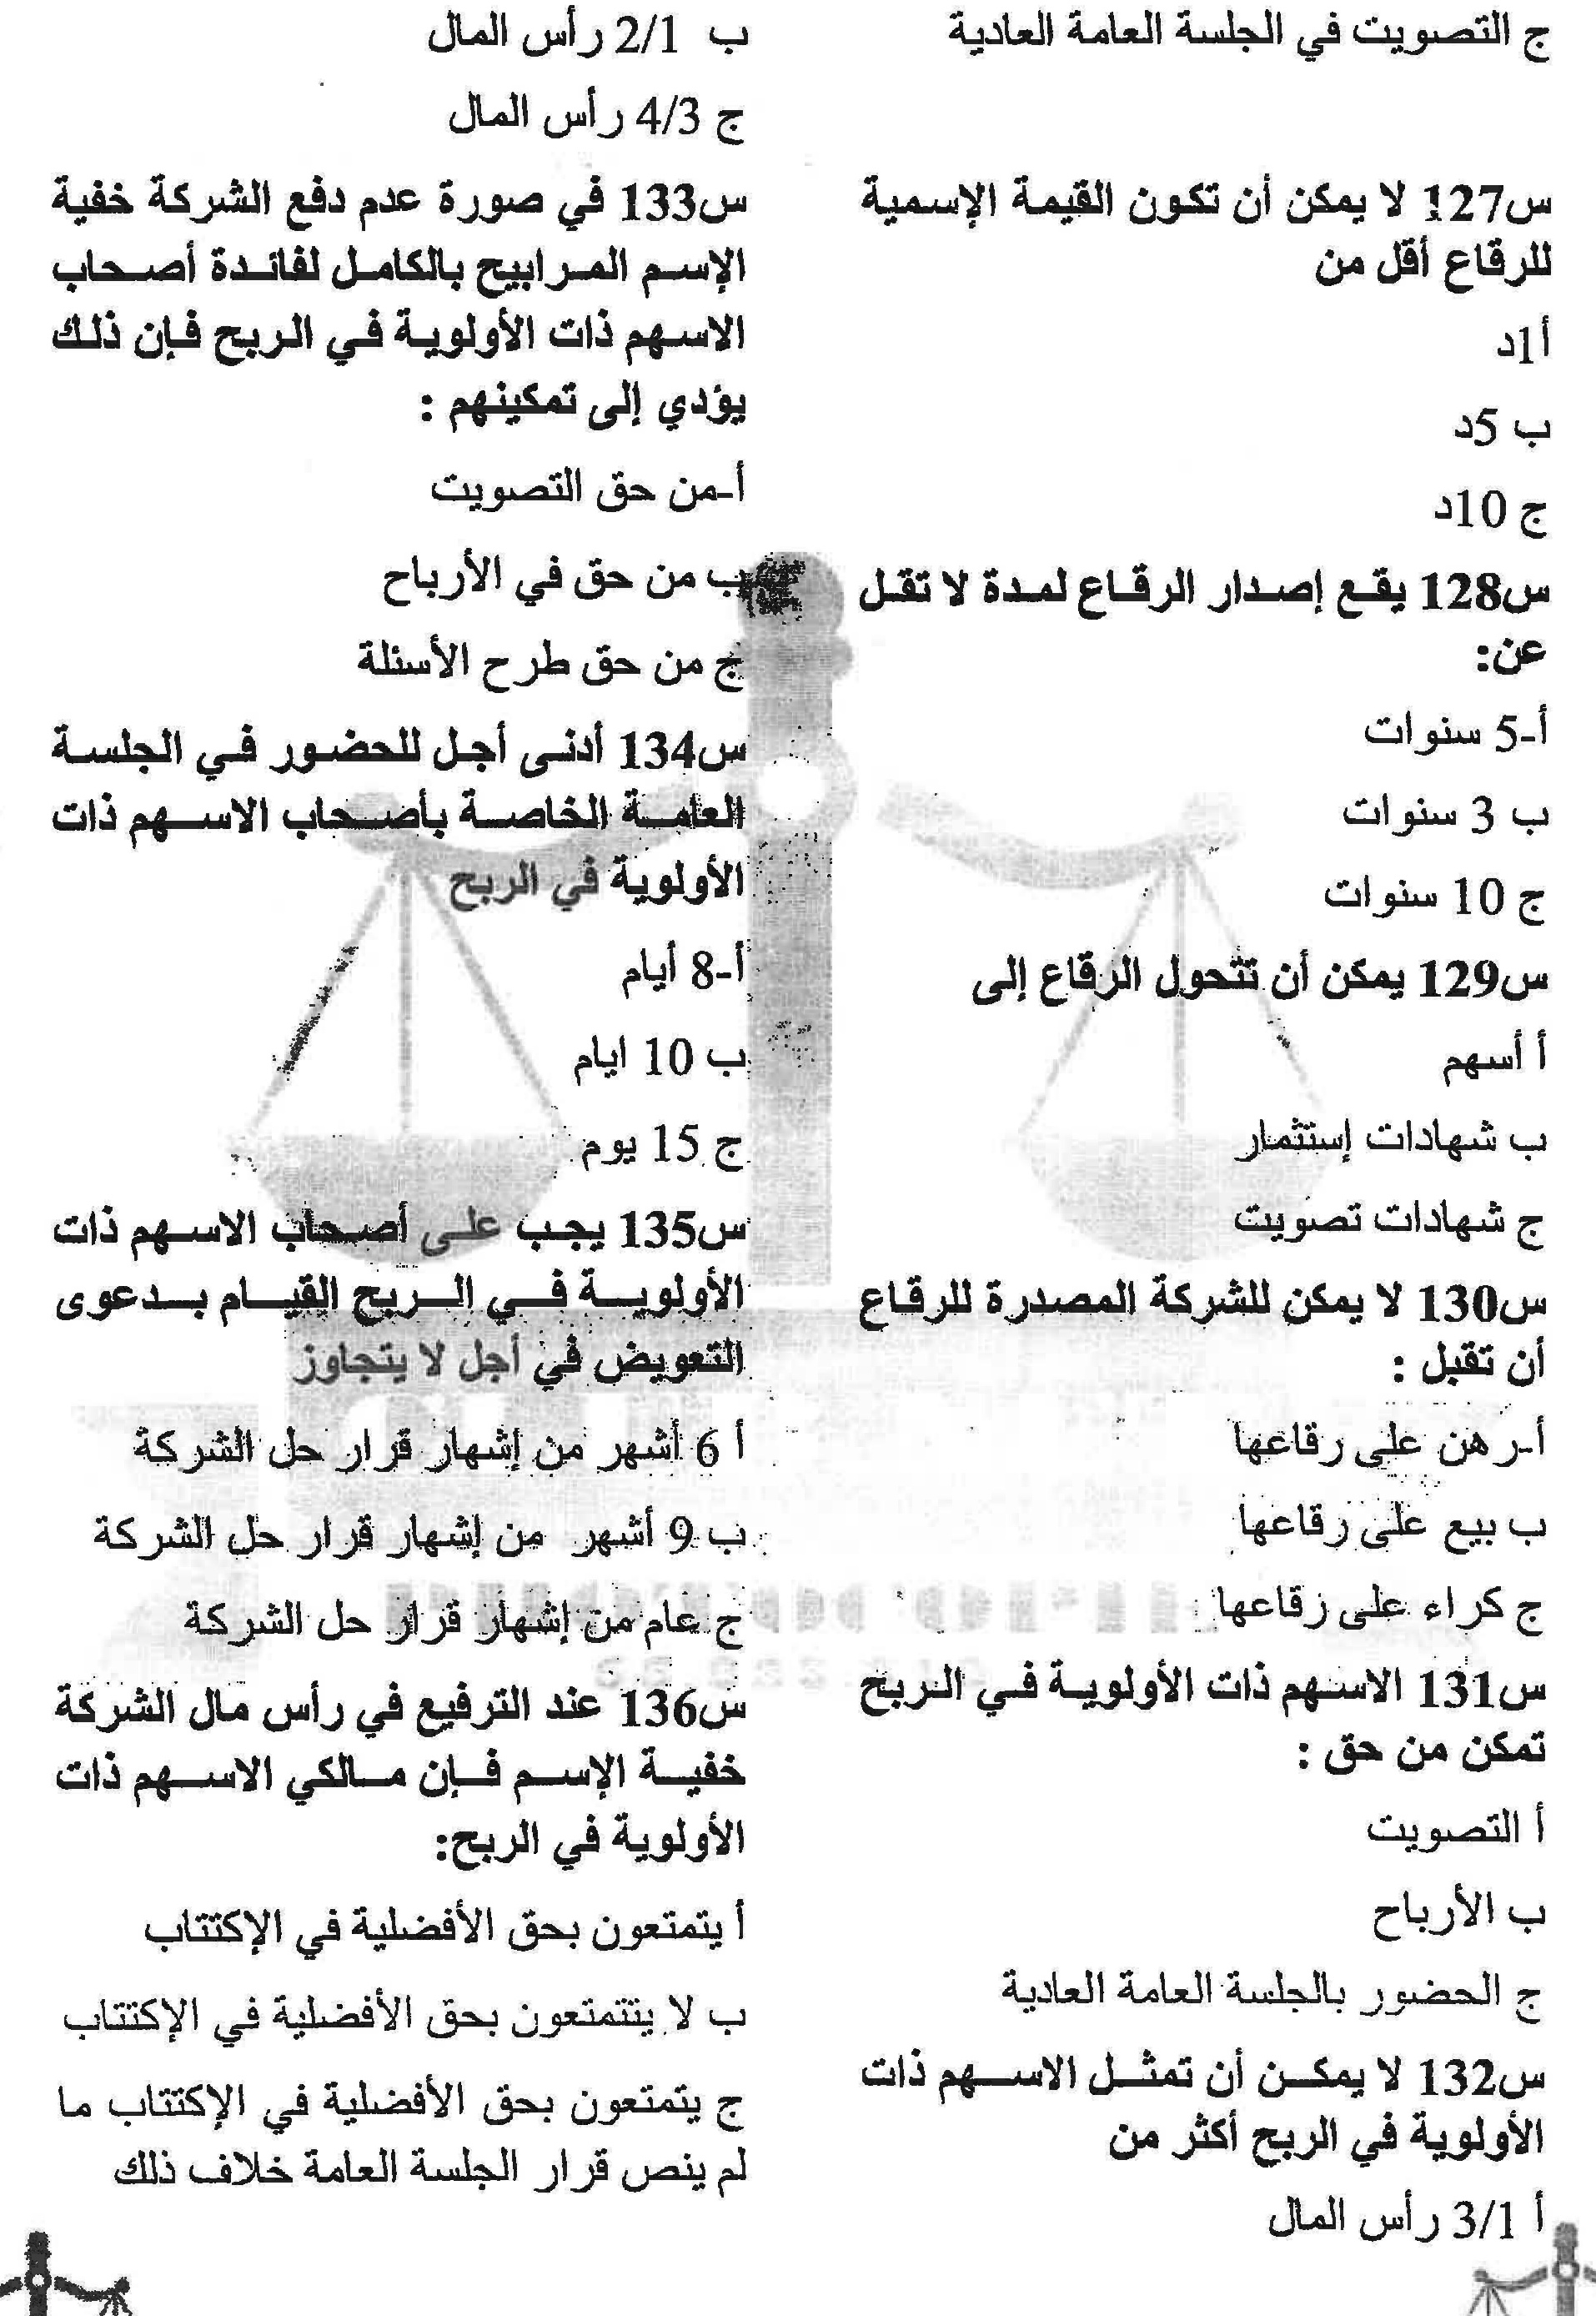 ج التصويت في الجلسة العامة العادية
س127 لا يمكن أن تكون القيمة الإسمية
للرقاع أقل من
أ1د
ب 5د
ج 10د
س128 يقع إصدار الرقاع لمدة لا تقل
عن:
أ-5 سنوات
ب 3 سنوات
ج 10 سنوات
س129 يمكن أن تتحول الرقاع إلى
أ أسهم
ب شهادات إستثمار
ج شهادات تصويت
س130 لا يمكن للشركة المصدرة للرقاع
أن تقبل :
أ-رهن على رقاعها
ب بيع على رقاعها
ج كراء على رقاعها
س131 الاسهم ذات الأولوية في الربح
تمكن من حق :
أ التصويت
ب الأرباح
ج الحضور بالجلسة العامة العادية
س132 لا يمكن أن تمثل الاسهم ذات
الأولوية في الربح أكثر من
أ 3/1 رأس المال
ب 2/1 رأس المال
ج 4/3 رأس المال
س133 في صورة عدم دفع الشركة خفية
الإسم المرابيح بالكامل لفائدة أصحاب
الاسهم ذات الأولوية في الربح فإن ذلك
يؤدي إلى تمكينهم :
أ-من حق التصويت
ب من حق في الأرباح
ج من حق طرح الأسئلة
س134 أدنى أجل للحضور في الجلسة
العامة الخاصة بأصحاب الاسهم ذات
الأولوية في الربح
أ-8 أيام
ب 10 ايام
ج 15 يوم
س135 يجب على أصحاب الاسهم ذات
الأولوية في الربح القيام بدعوى
التعويض في أجل لا يتجاوز
أ 6 أشهر من إشهار قرار حل الشركة
ب 9 أشهر من إشهار قرار حل الشركة
ج عام من إشهار قرار حل الشركة
س136 عند الترفيع في رأس مال الشركة
خفية الإسم فإن مالكي الاسهم ذات
الأولوية في الربح:
أ يتمتعون بحق الأفضلية في الإكتتاب
ب لا يتتمتعون بحق الأفضلية في الإكتتاب
ج يتمتعون بحق الأفضلية في الإكتتاب ما
لم ينص قرار الجلسة العامة خلاف ذلك